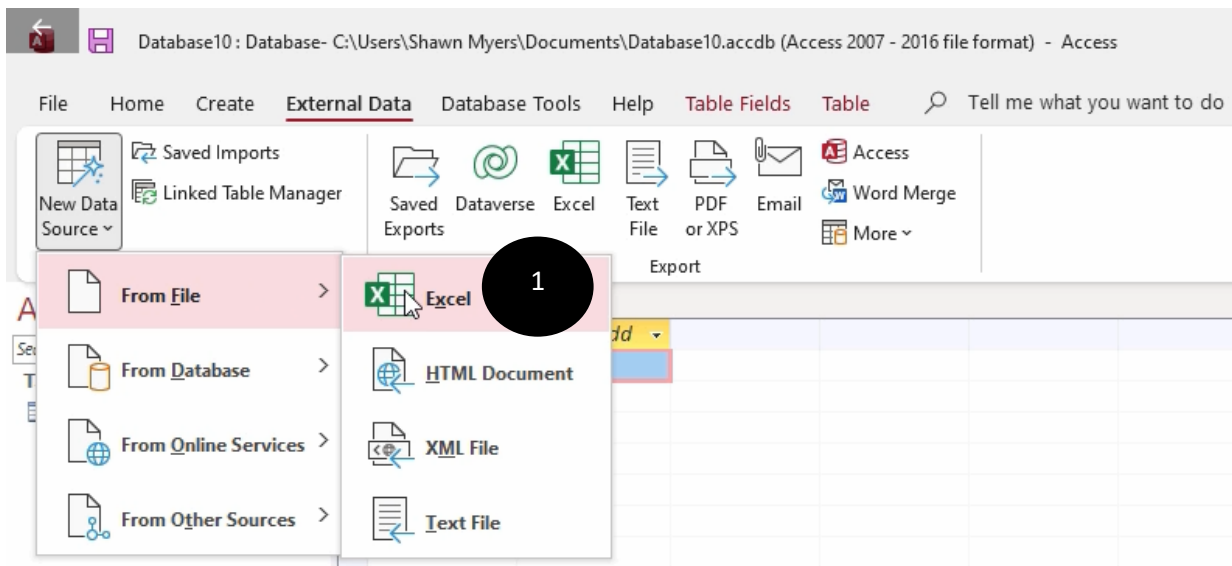 Database10 : Database- C:\Users\Shawn Myers\Documents\Database10.accdb (Access 2007 - 2016 file format) - Access
File Home Create External Data Database Tools Help Table Fields Table Tell me what you want to do
New Data Source
Saved Imports
Linked Table Manager
Saved Exports
Dataverse
Excel
Text File
PDF or XPS
Email
Access
Word Merge
More
Export
From File
From Database
From Online Services
From Other Sources
Excel
1
HTML Document
XML File
Text File